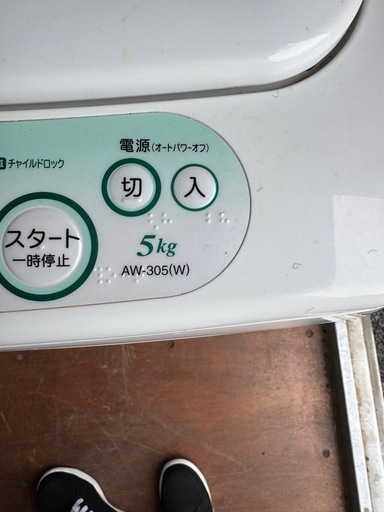 電源(オートパワーオフ)
チャイルドロック
切 入
スタート
一時停止
5kg
AW-305(W)